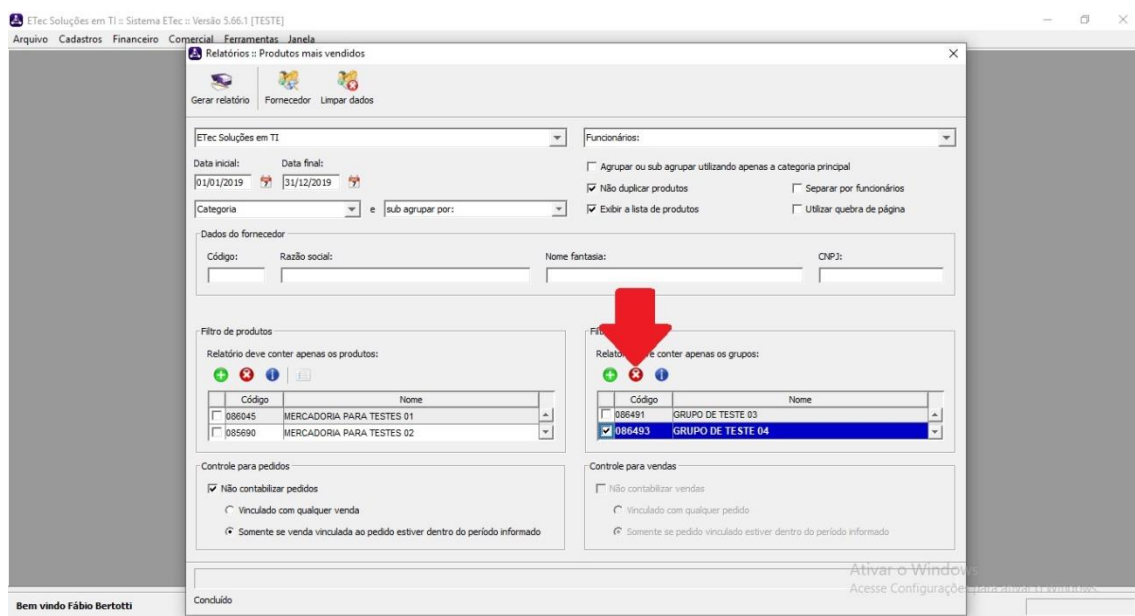 ETec Soluções em TI :: Sistema ETec :: Versão 5.66.1 [TESTE]
Arquivo Cadastros Financeiro Comercial Ferramentas Janela
Relatórios :: Produtos mais vendidos
Gerar relatório Fornecedor Limpar dados
ETec Soluções em TI Funcionários:
Data inicial: Data final: Agrupar ou sub agrupar utilizando apenas a categoria principal
01/01/2019 31/12/2019 Não duplicar produtos Separar por funcionários
Categoria e sub agrupar por: Exibir a lista de produtos Utilizar quebra de página
Dados do fornecedor
Código: Razão social: Nome fantasia: CNPJ:
Filtro de produtos
Relatório deve conter apenas os produtos: conter apenas os grupos:
Código Nome Código Nome
086045 MERCADORIA PARA TESTES 01 086491 GRUPO DE TESTE 03
085690 MERCADORIA PARA TESTES 02 086493 GRUPO DE TESTE 04
Controle para pedidos Controle para vendas
Não contabilizar pedidos Não contabilizar vendas
Vinculado com qualquer venda Vinculado com qualquer pedido
Somente se venda vinculada ao pedido estiver dentro do período informado Somente se pedido vinculado estiver dentro do período informado
Ativar o Windows
Acesse Configurações para ativar o Windows.
Concluído
Bem vindo Fábio Bertotti